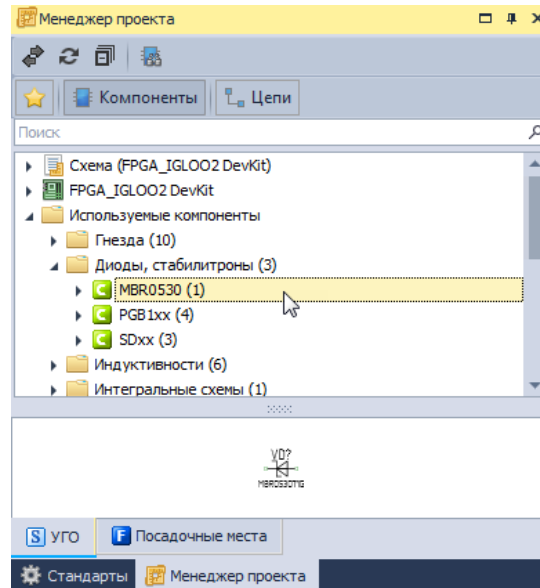 Менеджер проекта
Компоненты Цепи
Поиск
Схема (FPGA_IGLOO2 DevKit)
FPGA_IGLOO2 DevKit
Используемые компоненты
Гнезда (10)
Диоды, стабилитроны (3)
MBR0530 (1)
PGB1xx (4)
SDxx (3)
Индуктивности (6)
Интегральные схемы (1)
VD?
MBR0530T1G
S УГО F Посадочные места
Стандарты Менеджер проекта